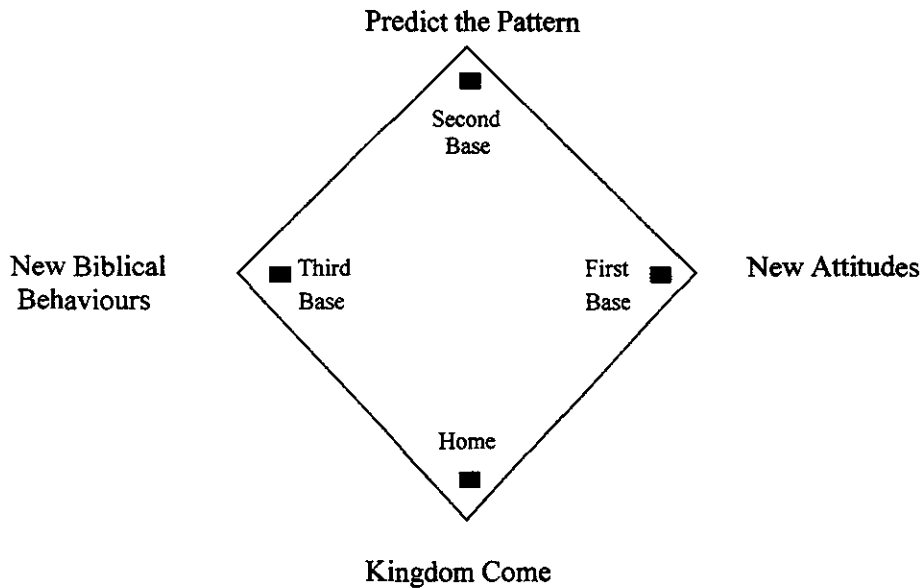 Predict the Pattern
Second
Base
New Biblical
Behaviours
Third
Base
First
Base
New Attitudes
Home
Kingdom Come